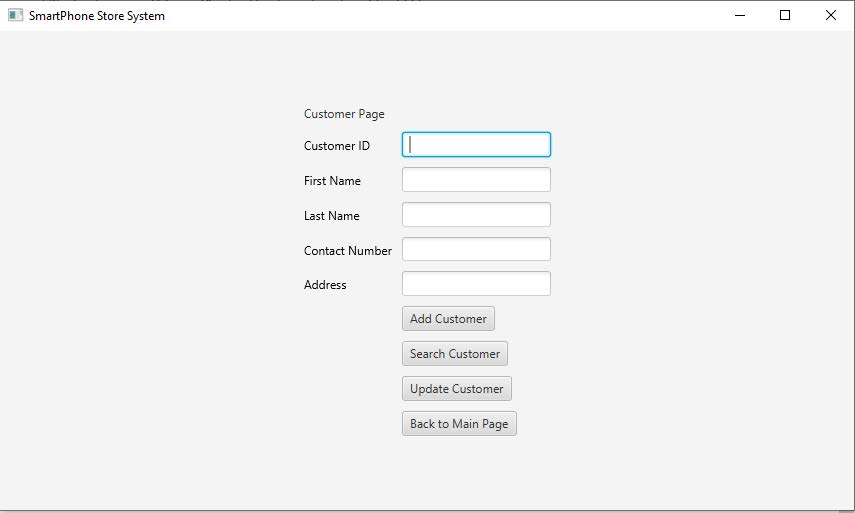 SmartPhone Store System
Customer Page
Customer ID
First Name
Last Name
Contact Number
Address
Add Customer
Search Customer
Update Customer
Back to Main Page